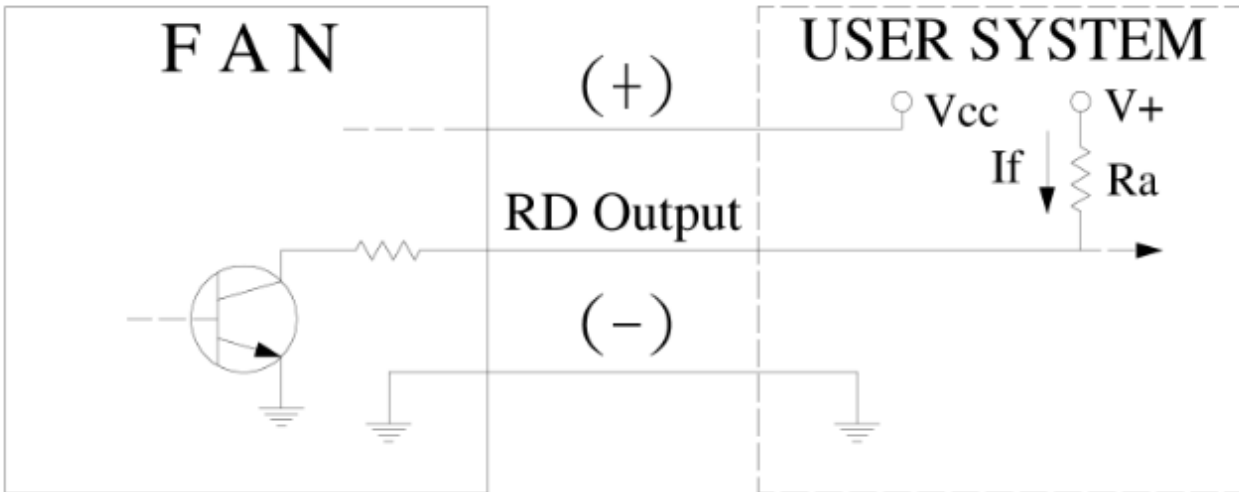 F A N
USER SYSTEM
(+)
Vcc
V+
If
Ra
RD Output
(-)